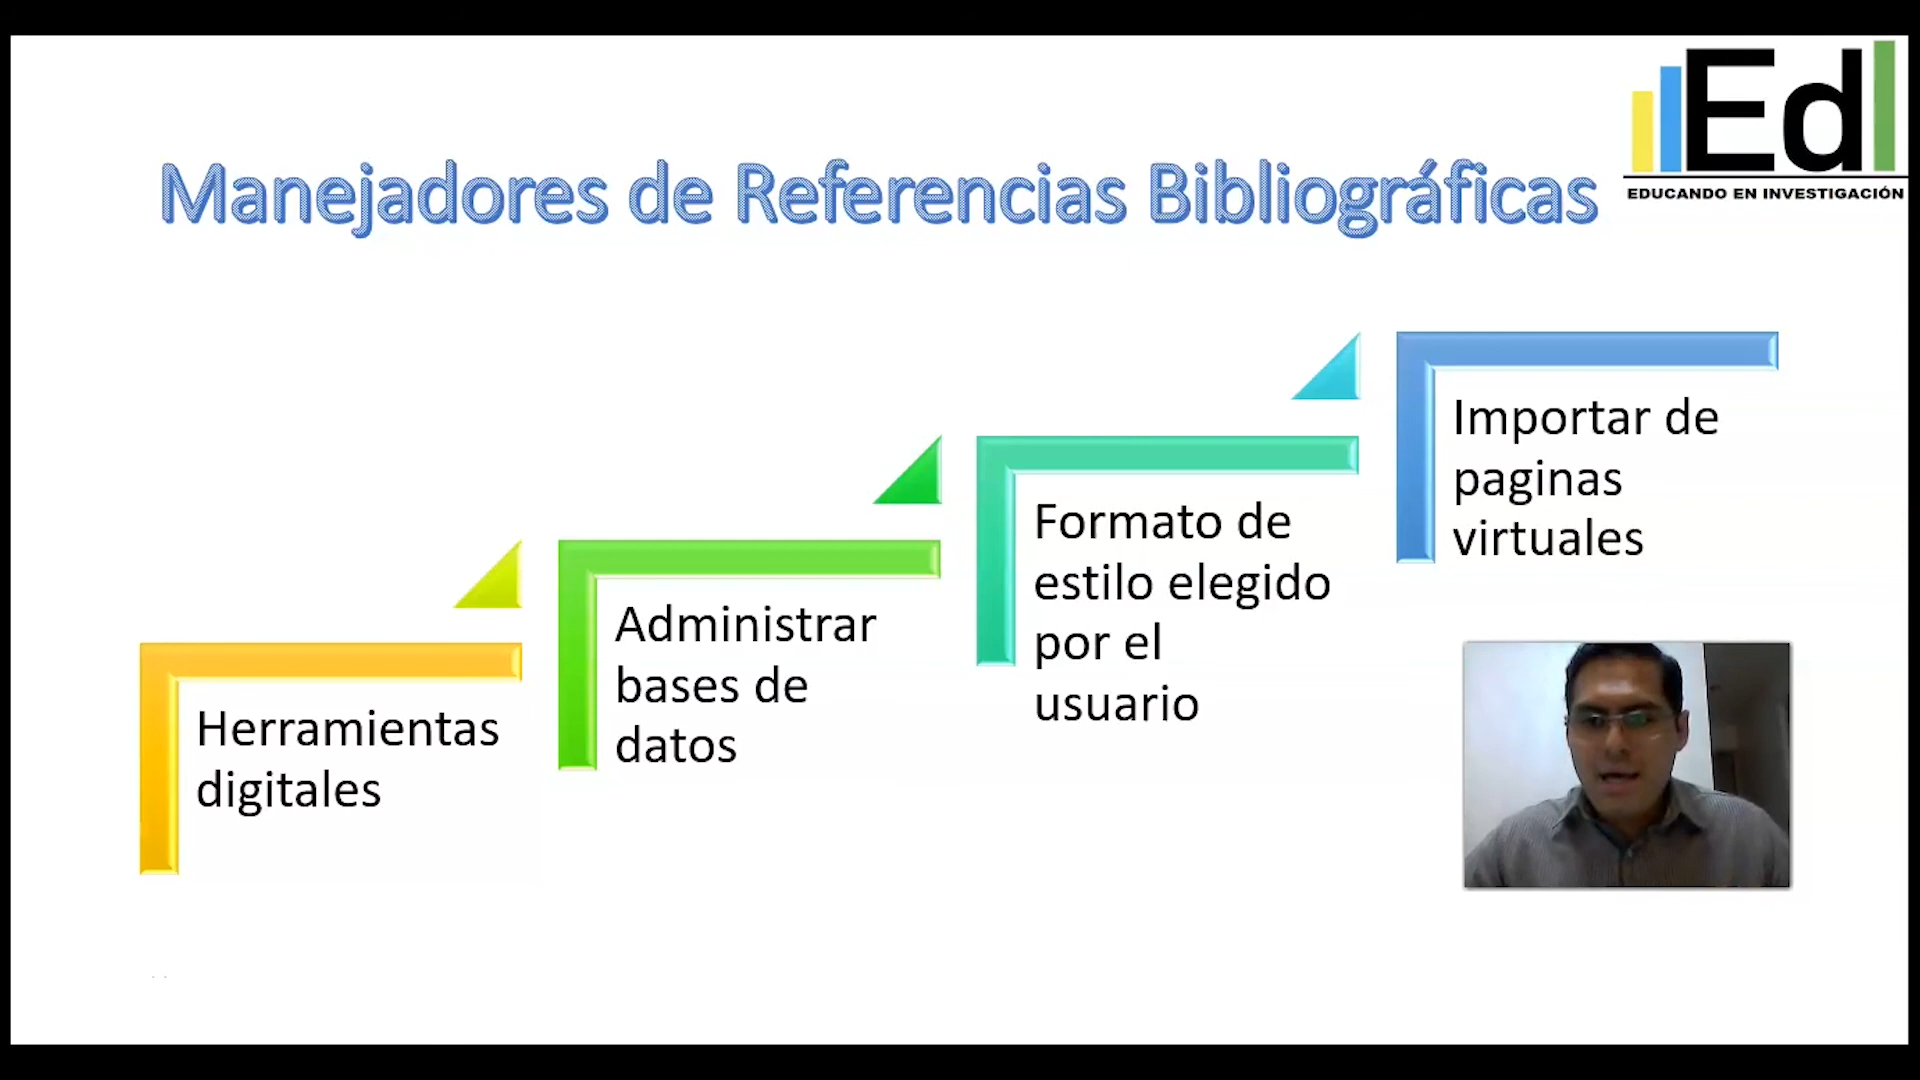 EdI
EDUCANDO EN INVESTIGACIÓN
Manejadores de Referencias Bibliográficas
Herramientas
digitales
Administrar
bases de
datos
Formato de
estilo elegido
por el
usuario
Importar de
paginas
virtuales